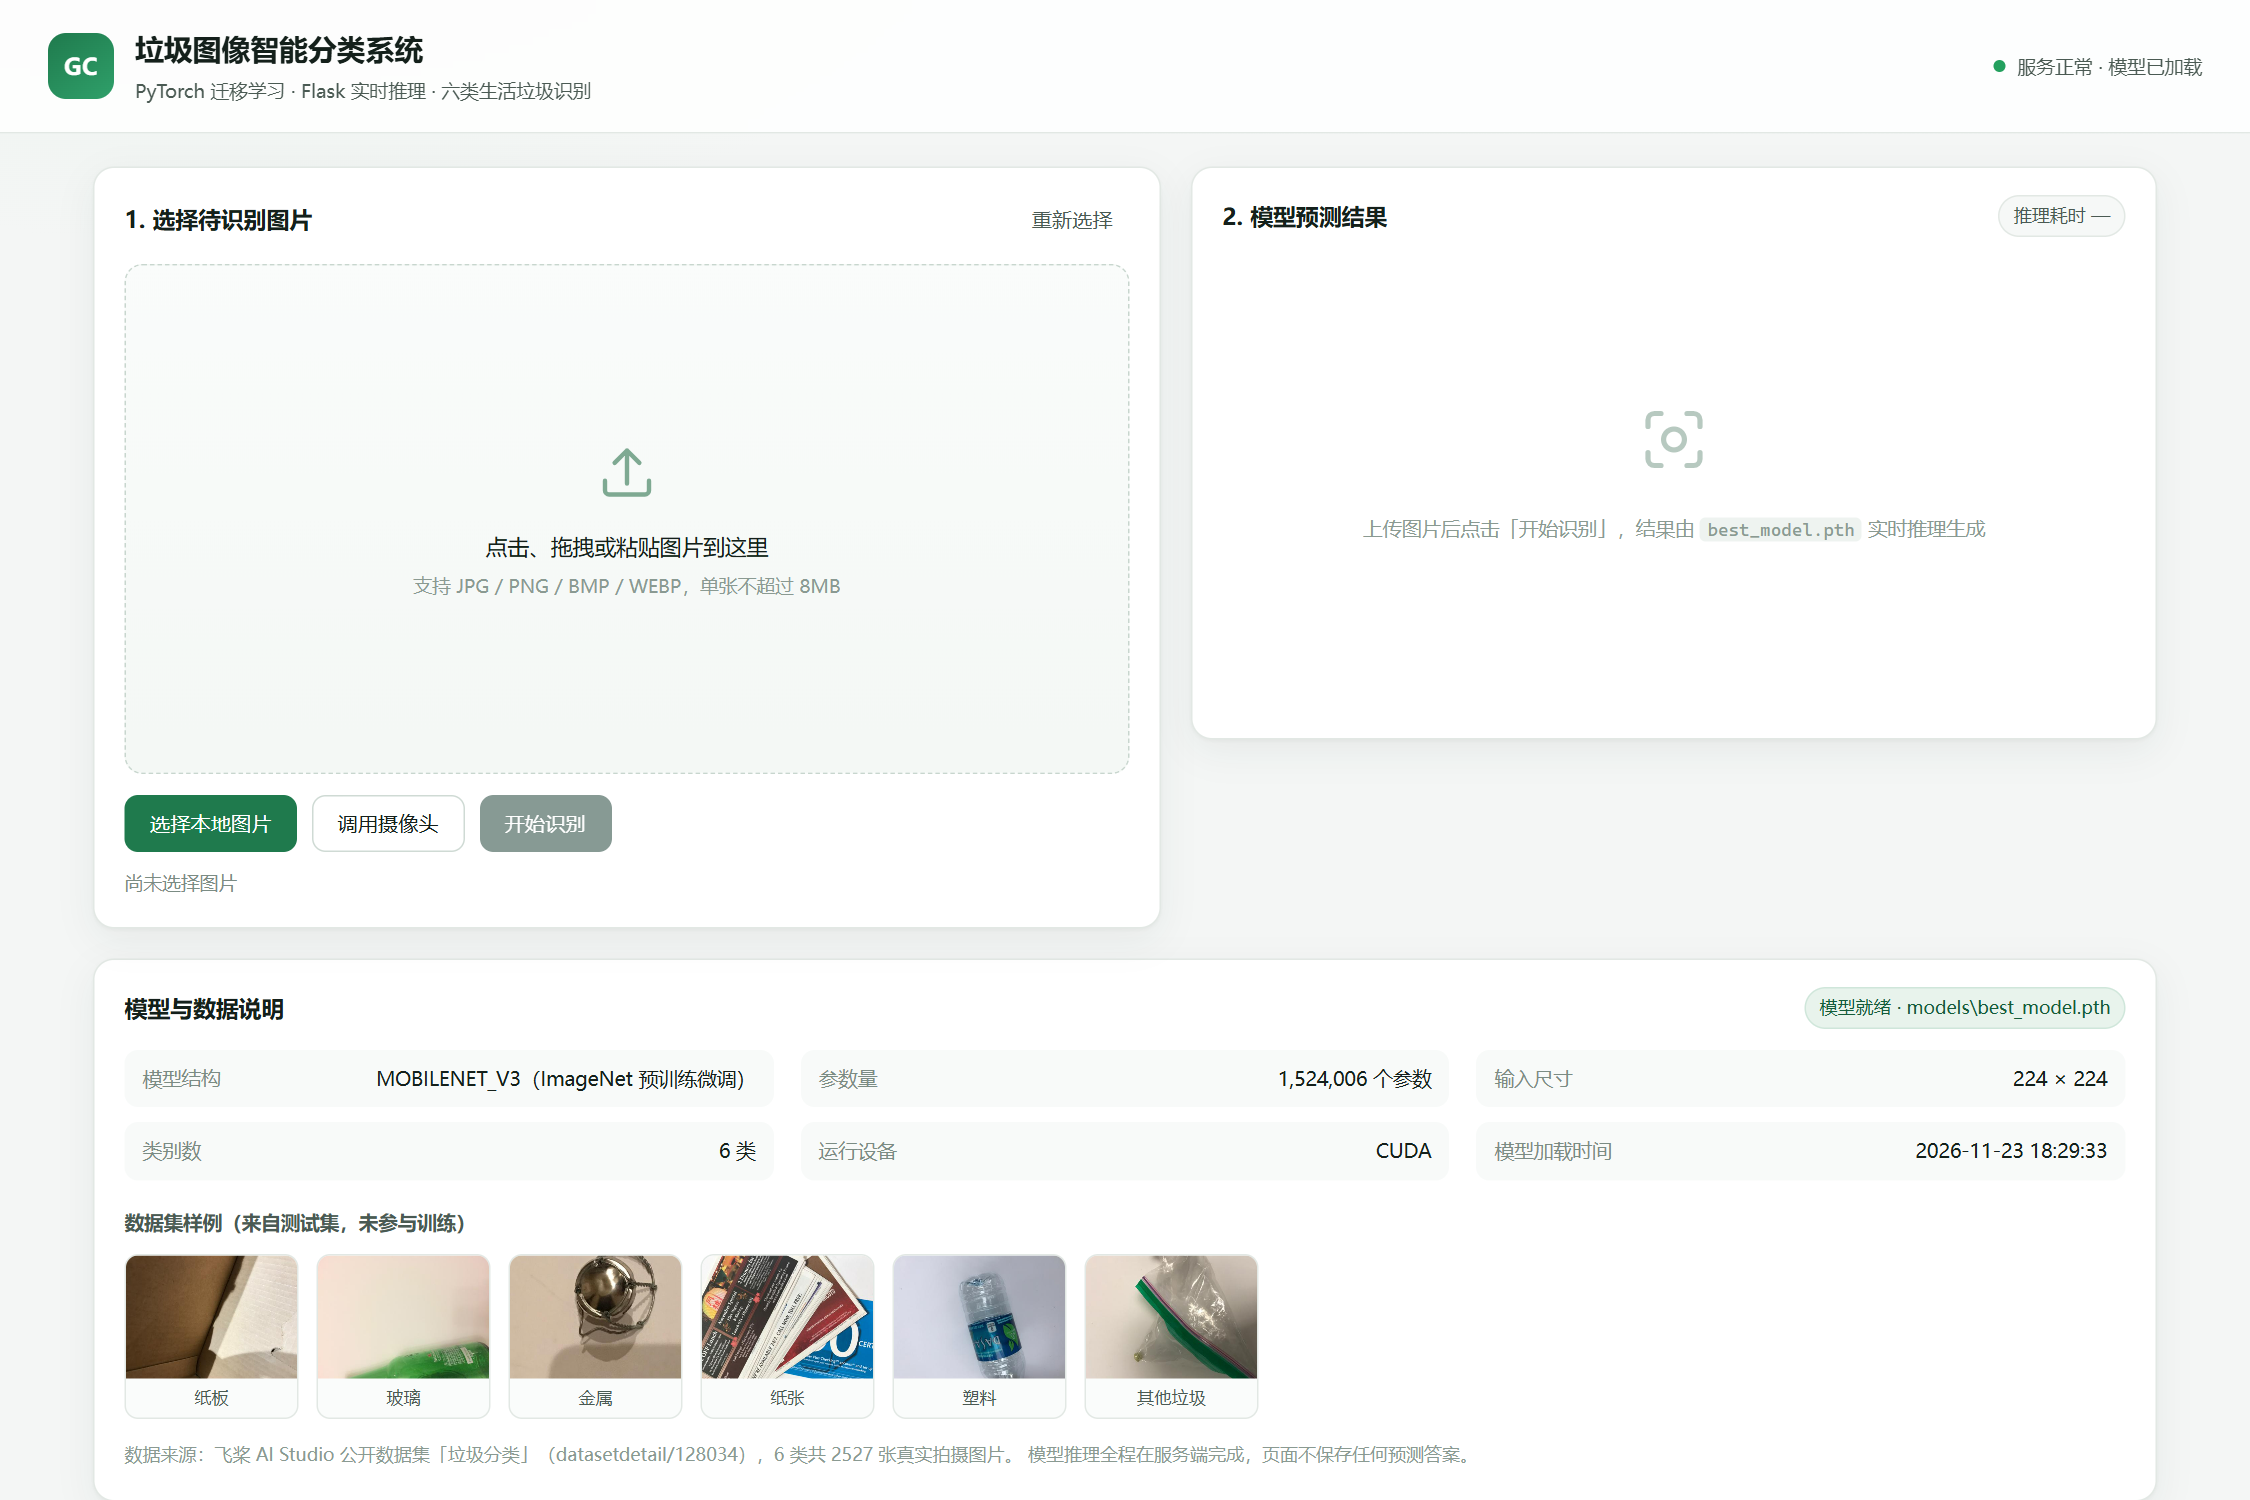 GC
垃圾图像智能分类系统
PyTorch 迁移学习 · Flask 实时推理 · 六类生活垃圾识别
服务正常 · 模型已加载
1. 选择待识别图片
重新选择
点击、拖拽或粘贴图片到这里
支持 JPG / PNG / BMP / WEBP，单张不超过 8MB
选择本地图片
调用摄像头
开始识别
尚未选择图片
2. 模型预测结果
推理耗时 —
上传图片后点击「开始识别」，结果由 best_model.pth 实时推理生成
模型与数据说明
模型就绪 · models\best_model.pth
模型结构
MOBILENET_V3（ImageNet 预训练微调）
参数量
1,524,006 个参数
输入尺寸
224 × 224
类别数
6 类
运行设备
CUDA
模型加载时间
2026-11-23 18:29:33
数据集样例（来自测试集，未参与训练）
纸板
玻璃
金属
纸张
塑料
其他垃圾
数据来源：飞桨 AI Studio 公开数据集「垃圾分类」（datasetdetail/128034），6 类共 2527 张真实拍摄图片。 模型推理全程在服务端完成，页面不保存任何预测答案。